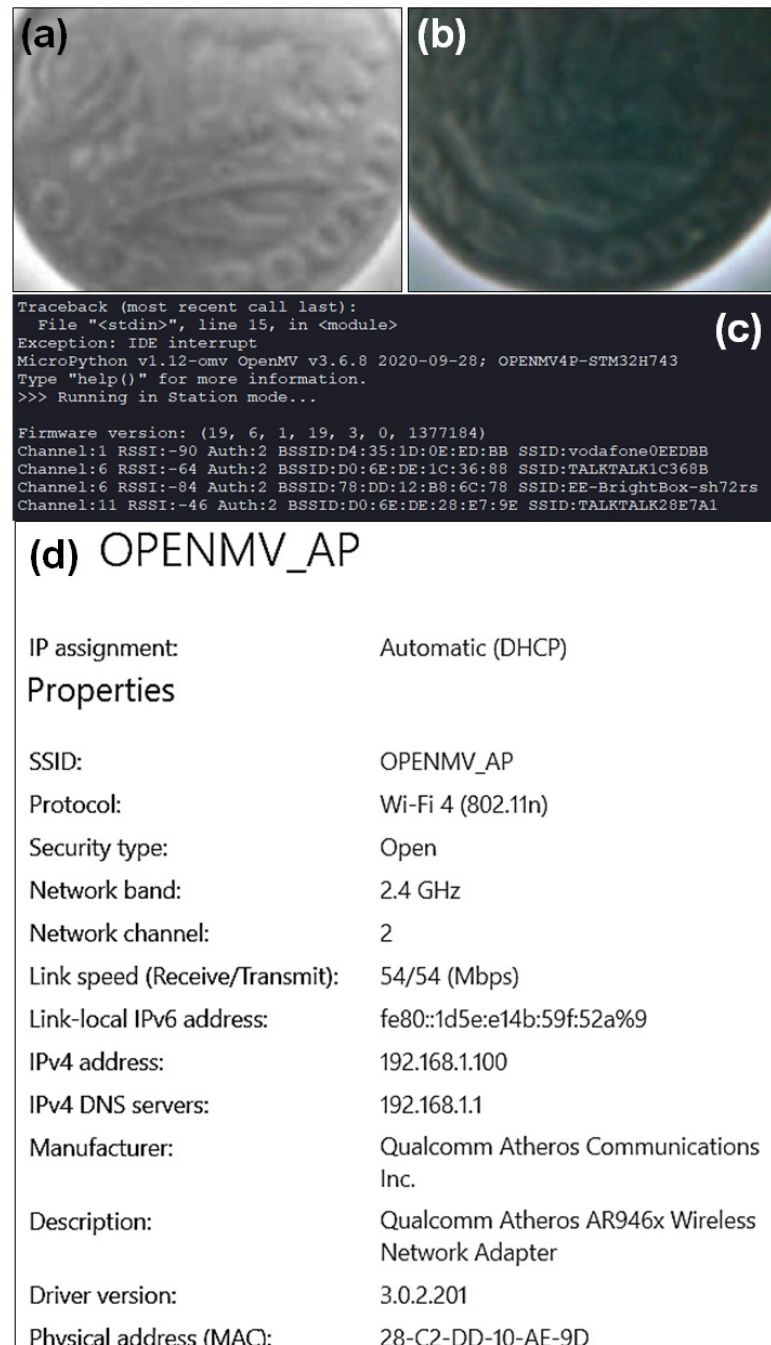 (a)
(b)
Traceback (most recent call last):
File "<stdin>", line 15, in <module>
(c)
Exception: IDE interrupt
MicroPython v1.12-omv OpenMV v3.6.8 2020-09-28; OPENMV4P-STM32H743
Type "help()" for more information.
>>> Running in Station mode...
Firmware version: (19, 6, 1, 19, 3, 0, 1377184)
Channel:1 RSSI:-90 Auth:2 BSSID:D4:35:1D:0E:ED:BB SSID:vodafone0EEDBB
Channel:6 RSSI:-64 Auth:2 BSSID:D0:6E:DE:1C:36:88 SSID:TALKTALK1C368B
Channel:6 RSSI:-84 Auth:2 BSSID:78:DD:12:B8:6C:78 SSID:EE-BrightBox-sh72rs
Channel:11 RSSI:-46 Auth:2 BSSID:D0:6E:DE:28:E7:9E SSID:TALKTALK28E7A1
(d) OPENMV_AP
IP assignment: Automatic (DHCP)
Properties
SSID: OPENMV_AP
Protocol: Wi-Fi 4 (802.11n)
Security type: Open
Network band: 2.4 GHz
Network channel: 2
Link speed (Receive/Transmit): 54/54 (Mbps)
Link-local IPv6 address: fe80::1d5e:e14b:59f:52a%9
IPv4 address: 192.168.1.100
IPv4 DNS servers: 192.168.1.1
Manufacturer: Qualcomm Atheros Communications
Inc.
Description: Qualcomm Atheros AR946x Wireless
Network Adapter
Driver version: 3.0.2.201
Physical address (MAC): 28-C2-DD-10-AE-9D